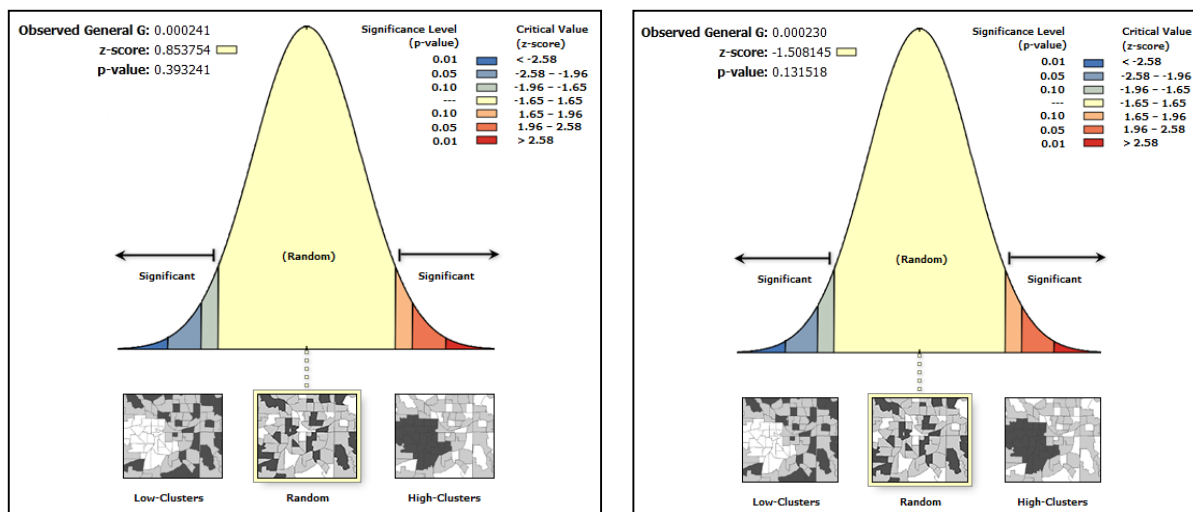 Observed General G: 0.000241
z-score: 0.853754
p-value: 0.393241
Significance Level
(p-value)
Critical Value
(z-score)
0.01 < -2.58
0.05 -2.58 – -1.96
0.10 -1.96 – -1.65
--- -1.65 – 1.65
0.10 1.65 – 1.96
0.05 1.96 – 2.58
0.01 > 2.58
(Random)
Significant
Significant
Low-Clusters
Random
High-Clusters
Observed General G: 0.000230
z-score: -1.508145
p-value: 0.131518
Significance Level
(p-value)
Critical Value
(z-score)
0.01 < -2.58
0.05 -2.58 – -1.96
0.10 -1.96 – -1.65
--- -1.65 – 1.65
0.10 1.65 – 1.96
0.05 1.96 – 2.58
0.01 > 2.58
(Random)
Significant
Significant
Low-Clusters
Random
High-Clusters